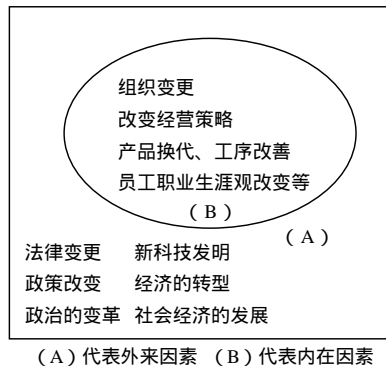 组织变更
改变经营策略
产品换代、工序改善
员工职业生涯观改变等
（B）
（A）
法律变更 新科技发明
政策改变 经济的转型
政治的变革 社会经济的发展
（A）代表外来因素 （B）代表内在因素